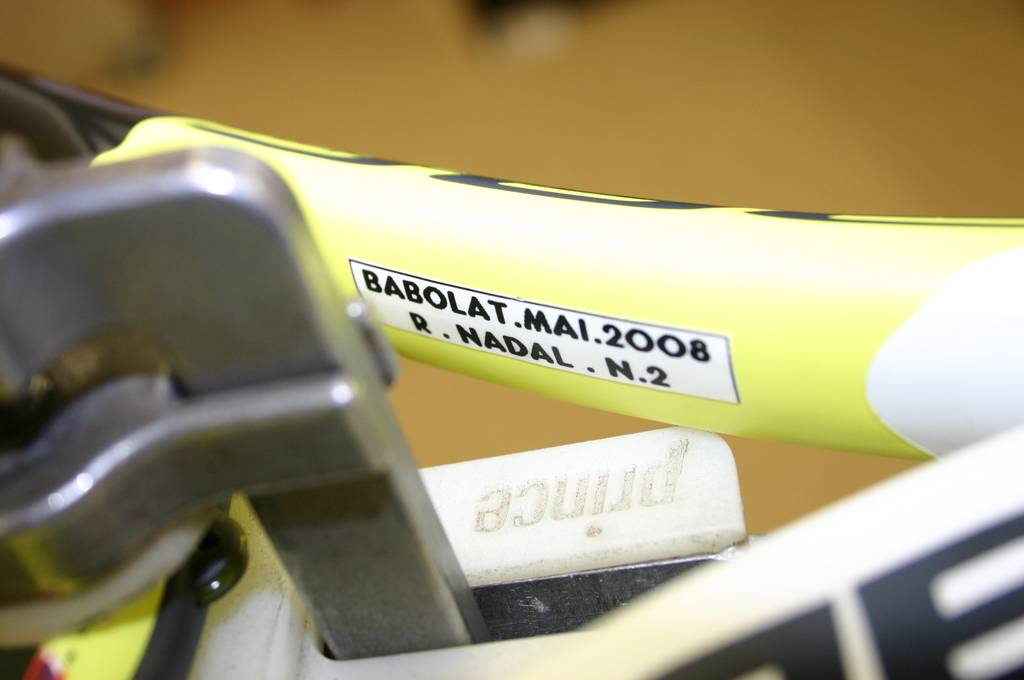 BABOLAT.MAI.2008
R . NADAL . N.2
prince